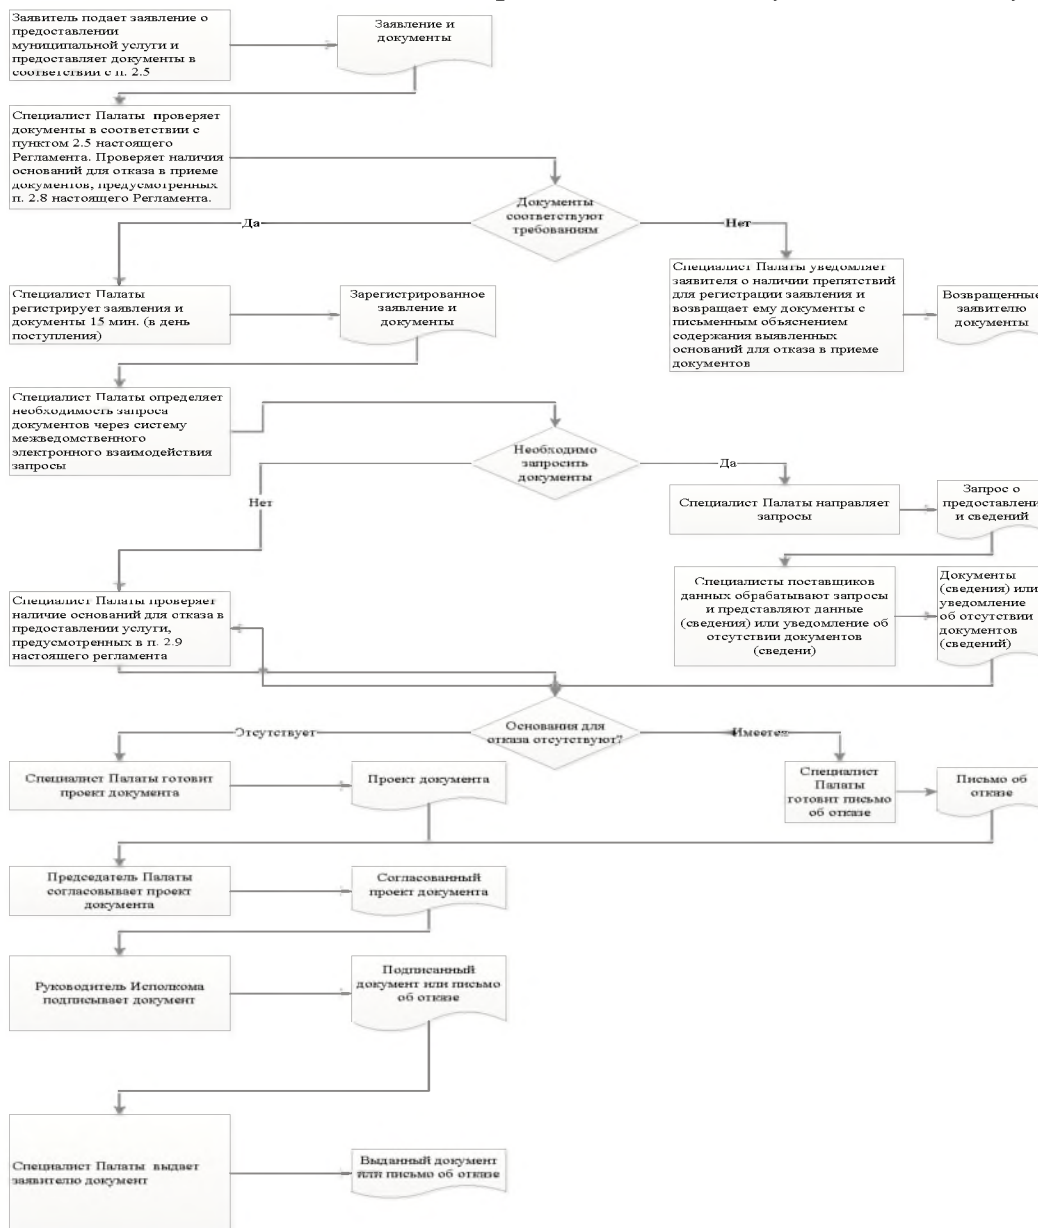 Заявитель подает заявление о
предоставлении
муниципальной услуги и
предоставляет документы в
соответствии с п. 2.5
Заявление и
документы
Специалист Палаты проверяет
документы в соответствии с
пунктом 2.5 настоящего
Регламента. Проверяет наличия
оснований для отказа в приеме
документов, предусмотренных
п. 2.8 настоящего Регламента.
Документы
соответствуют
требованиям
Да
Нет
Специалист Палаты
регистрирует заявления и
документы 15 мин. (в день
поступления)
Зарегистрированное
заявление и
документы
Специалист Палаты уведомляет
заявителя о наличии препятствий
для регистрации заявления и
возвращает ему документы с
письменным объяснением
содержания выявленных
оснований для отказа в приеме
документов
Возвращенные
заявителю
документы
Специалист Палаты определяет
необходимость запроса
документов через систему
межведомственного
электронного взаимодействия
запросы
Необходимо
запросить
документы
Да
Нет
Специалист Палаты направляет
запросы
Запрос о
предоставлени
и сведений
Специалисты поставщиков
данных обрабатывают запросы
и представляют данные
(сведения) или уведомление об
отсутствии документов
(сведени)
Документы
(сведения) или
уведомление
об отсутствии
документов
(сведений)
Специалист Палаты проверяет
наличие оснований для отказа в
предоставлении услуги,
предусмотренных в п. 2.9
настоящего регламента
Основания для
отказа отсутствуют?
Отсутствует
Имеется
Специалист Палаты готовит
проект документа
Проект документа
Специалист
Палаты
готовит письмо
об отказе
Письмо об
отказе
Председатель Палаты
согласовывает проект
документа
Согласованный
проект документа
Руководитель Исполкома
подписывает документ
Подписанный
документ или письмо
об отказе
Специалист Палаты выдает
заявителю документ
Выданный документ
или письмо об отказе